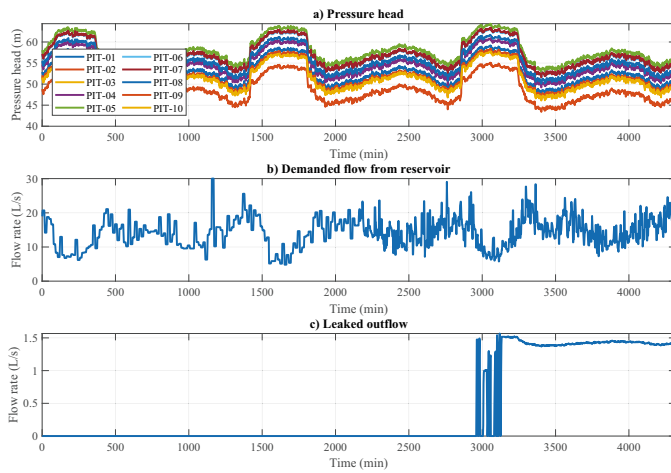 a) Pressure head
Pressure head (m)
60
55
50
45
40
PIT-01 PIT-06
PIT-02 PIT-07
PIT-03 PIT-08
PIT-04 PIT-09
PIT-05 PIT-10
0 500 1000 1500 2000 2500 3000 3500 4000
Time (min)
b) Demanded flow from reservoir
Flow rate (L/s)
30
20
10
0
0 500 1000 1500 2000 2500 3000 3500 4000
Time (min)
c) Leaked outflow
Flow rate (L/s)
1.5
1
0.5
0
0 500 1000 1500 2000 2500 3000 3500 4000
Time (min)